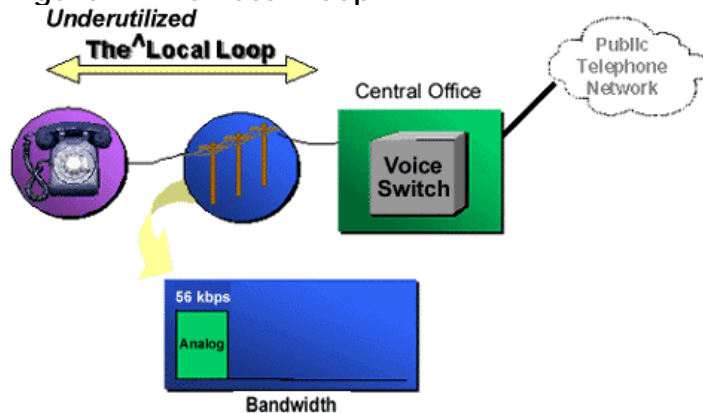 Underutilized
The^Local Loop
Central Office
Public
Telephone
Network
Voice
Switch
56 kbps
Analog
Bandwidth